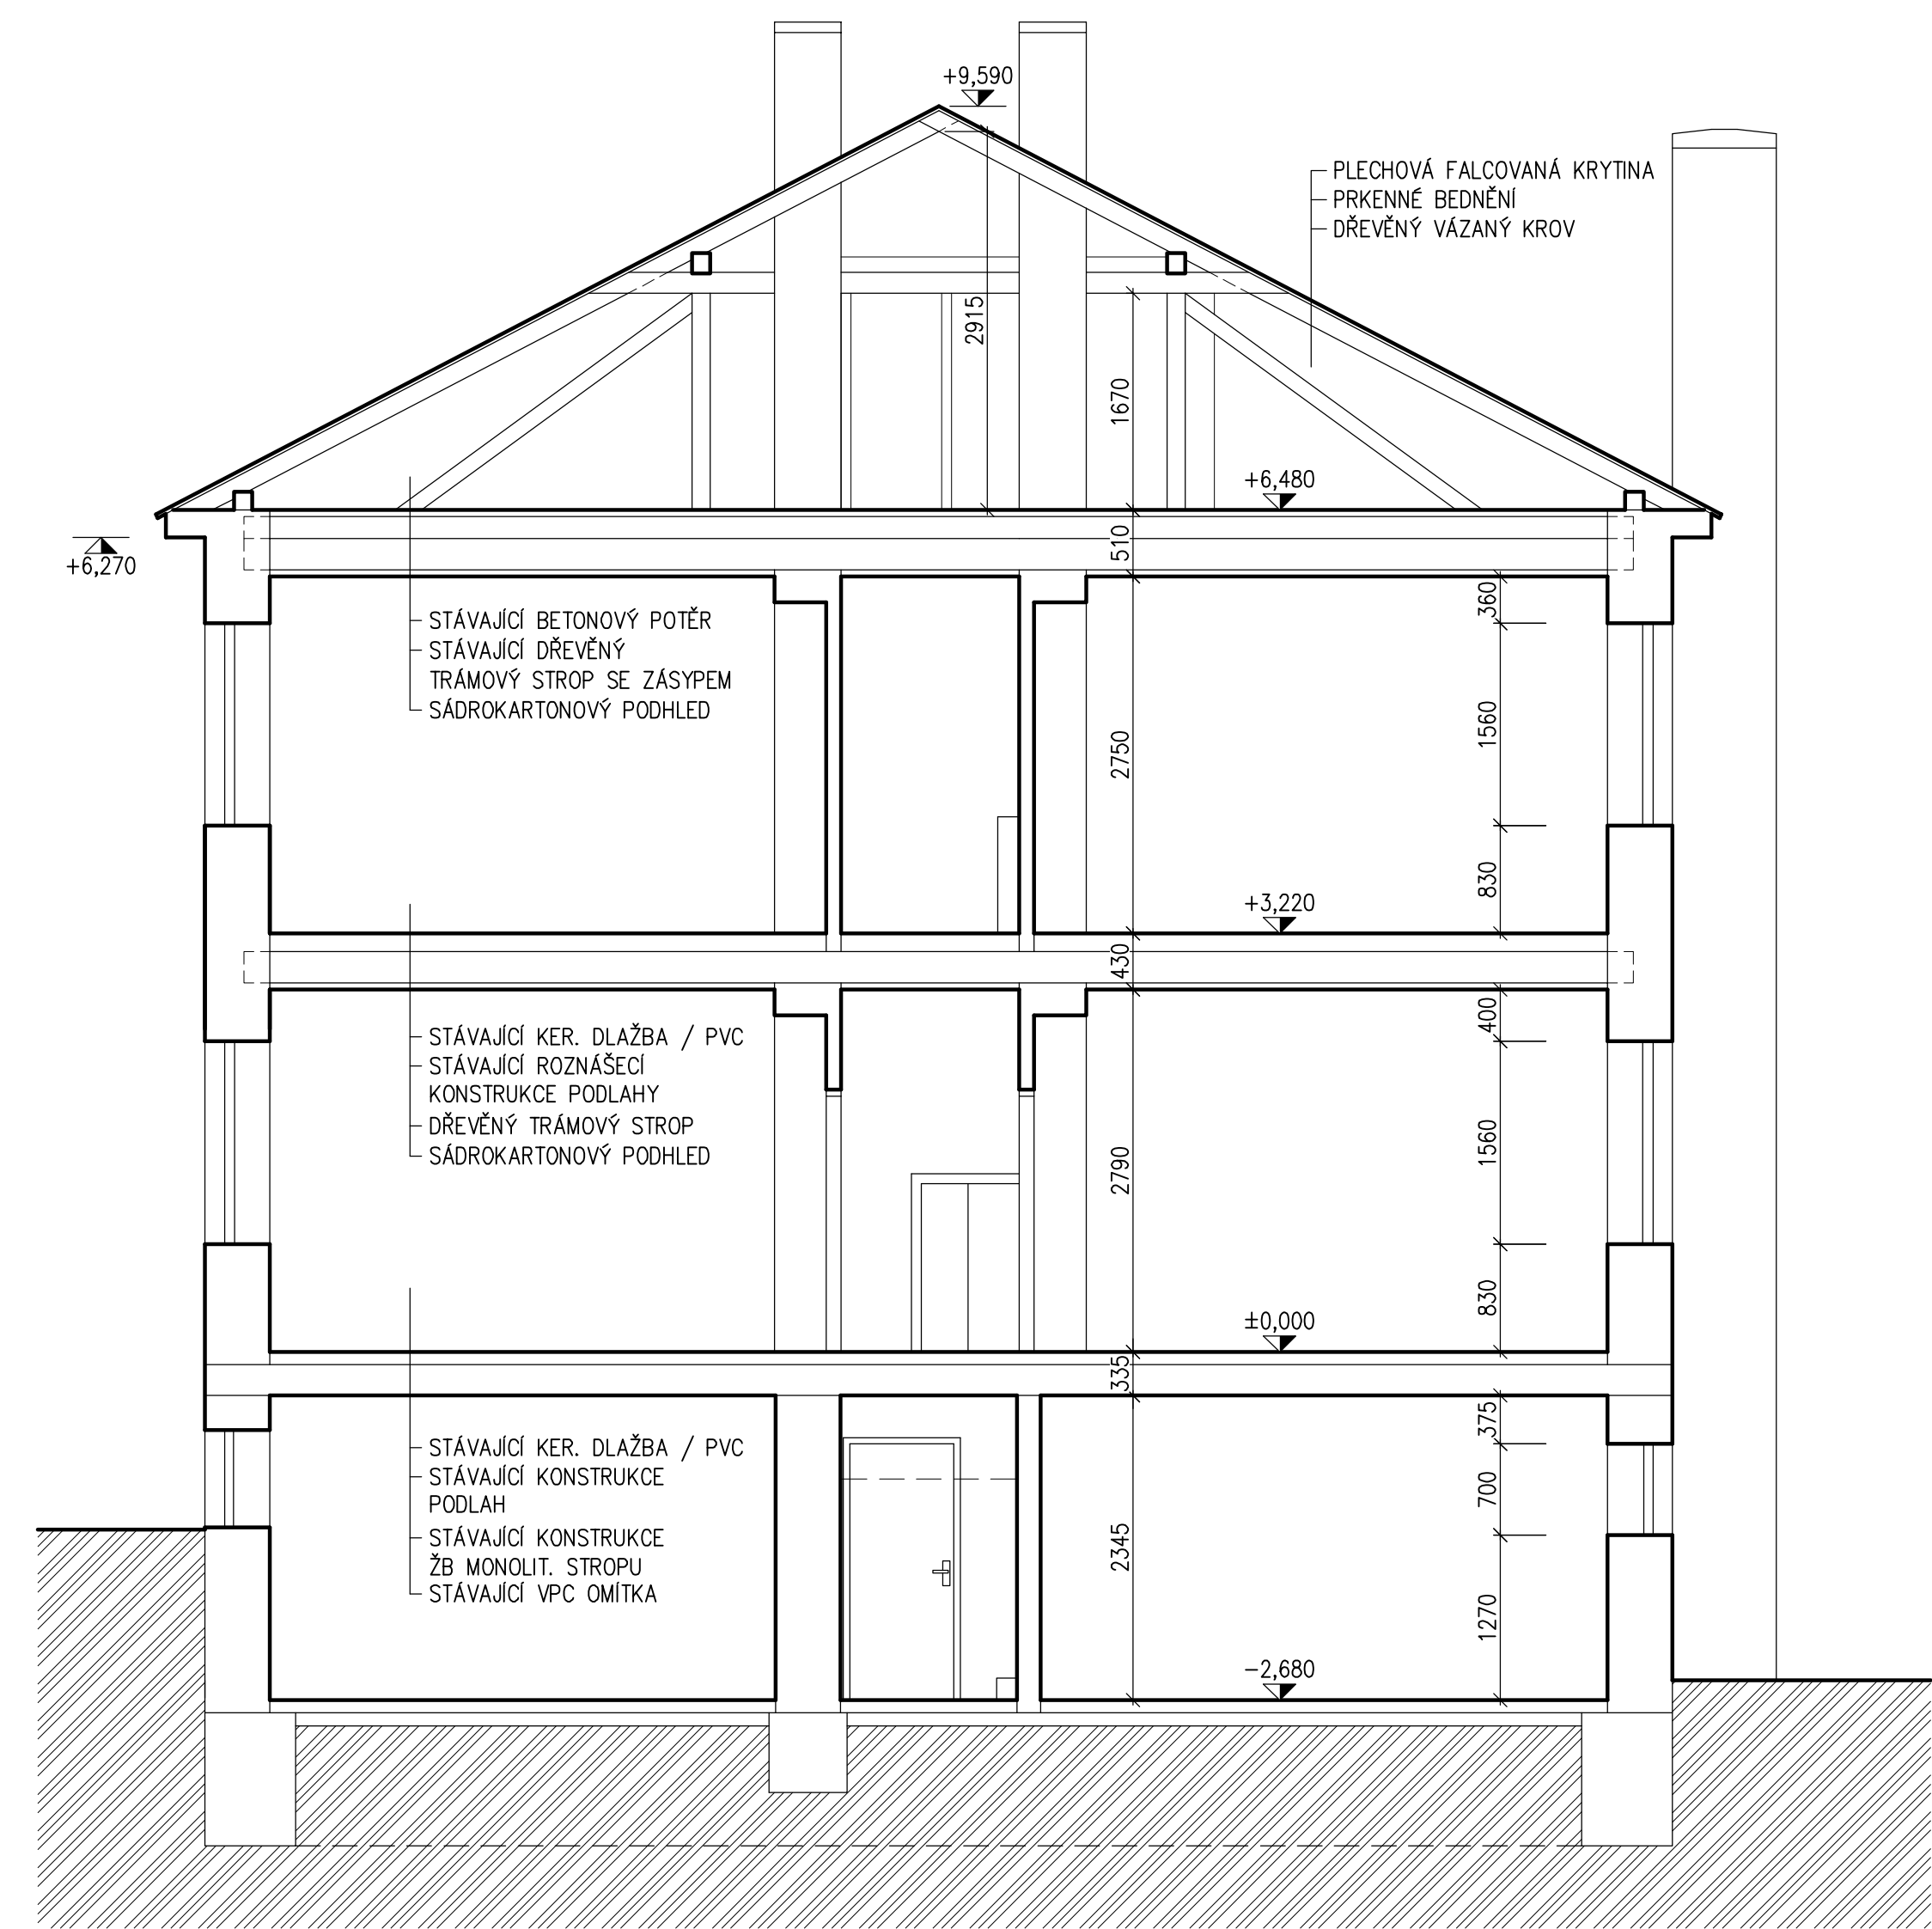 +9,590
PLECHOVÁ FALCOVANÁ KRYTINA
PRKENNÉ BEDNĚNÍ
DŘEVĚNÝ VÁZANÝ KROV
2915
1670
+6,480
+6,270
510
360
STÁVAJÍCÍ BETONOVÝ POTĚR
STÁVAJÍCÍ DŘEVĚNÝ
TRÁMOVÝ STROP SE ZÁSYPEM
SÁDROKARTONOVÝ PODHLED
2750
1560
830
+3,220
430
400
STÁVAJÍCÍ KER. DLAŽBA / PVC
STÁVAJÍCÍ ROZNÁŠECÍ
KONSTRUKCE PODLAHY
DŘEVĚNÝ TRÁMOVÝ STROP
SÁDROKARTONOVÝ PODHLED
2790
1560
830
±0,000
335
375
STÁVAJÍCÍ KER. DLAŽBA / PVC
STÁVAJÍCÍ KONSTRUKCE
PODLAH
STÁVAJÍCÍ KONSTRUKCE
ŽB MONOLIT. STROPU
STÁVAJÍCÍ VPC OMÍTKA
700
2345
1270
-2,680